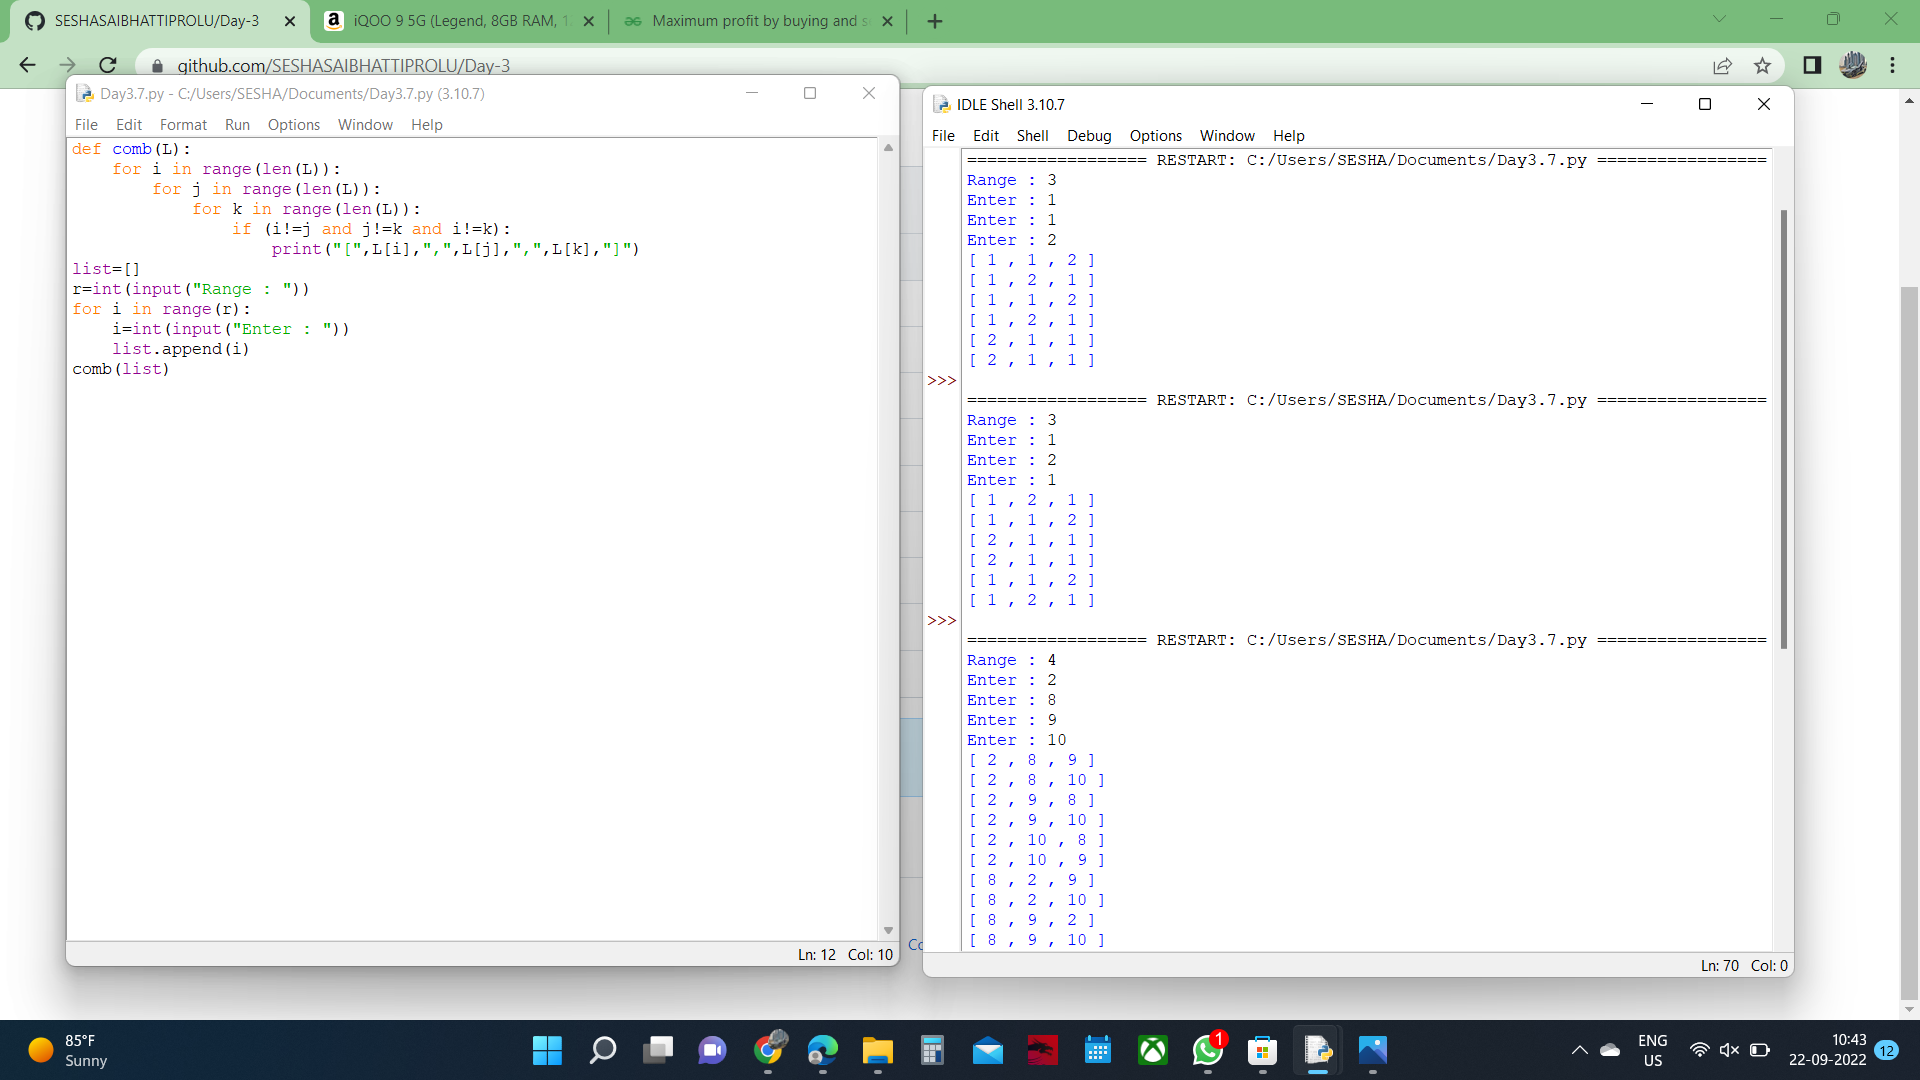 SESHASAIBHATTIPROLU/Day-3
iQOO 9 5G (Legend, 8GB RAM,
Maximum profit by buying and
github.com/SESHASAIBHATTIPROLU/Day-3
Day3.7.py - C:/Users/SESHA/Documents/Day3.7.py (3.10.7)
File Edit Format Run Options Window Help
def comb(L):
    for i in range(len(L)):
        for j in range(len(L)):
            for k in range(len(L)):
                if (i!=j and j!=k and i!=k):
                    print("[",L[i],",",L[j],",",L[k],"]")
list=[]
r=int(input("Range : "))
for i in range(r):
    i=int(input("Enter : "))
    list.append(i)
comb(list)
Ln: 12 Col: 10
IDLE Shell 3.10.7
File Edit Shell Debug Options Window Help
================== RESTART: C:/Users/SESHA/Documents/Day3.7.py =================
Range : 3
Enter : 1
Enter : 1
Enter : 2
[ 1 , 1 , 2 ]
[ 1 , 2 , 1 ]
[ 1 , 1 , 2 ]
[ 1 , 2 , 1 ]
[ 2 , 1 , 1 ]
[ 2 , 1 , 1 ]
>>>
================== RESTART: C:/Users/SESHA/Documents/Day3.7.py =================
Range : 3
Enter : 1
Enter : 2
Enter : 1
[ 1 , 2 , 1 ]
[ 1 , 1 , 2 ]
[ 2 , 1 , 1 ]
[ 2 , 1 , 1 ]
[ 1 , 1 , 2 ]
[ 1 , 2 , 1 ]
>>>
================== RESTART: C:/Users/SESHA/Documents/Day3.7.py =================
Range : 4
Enter : 2
Enter : 8
Enter : 9
Enter : 10
[ 2 , 8 , 9 ]
[ 2 , 8 , 10 ]
[ 2 , 9 , 8 ]
[ 2 , 9 , 10 ]
[ 2 , 10 , 8 ]
[ 2 , 10 , 9 ]
[ 8 , 2 , 9 ]
[ 8 , 2 , 10 ]
[ 8 , 9 , 2 ]
[ 8 , 9 , 10 ]
Ln: 70 Col: 0
85°F
Sunny
1
ENG
US
10:43
22-09-2022
12